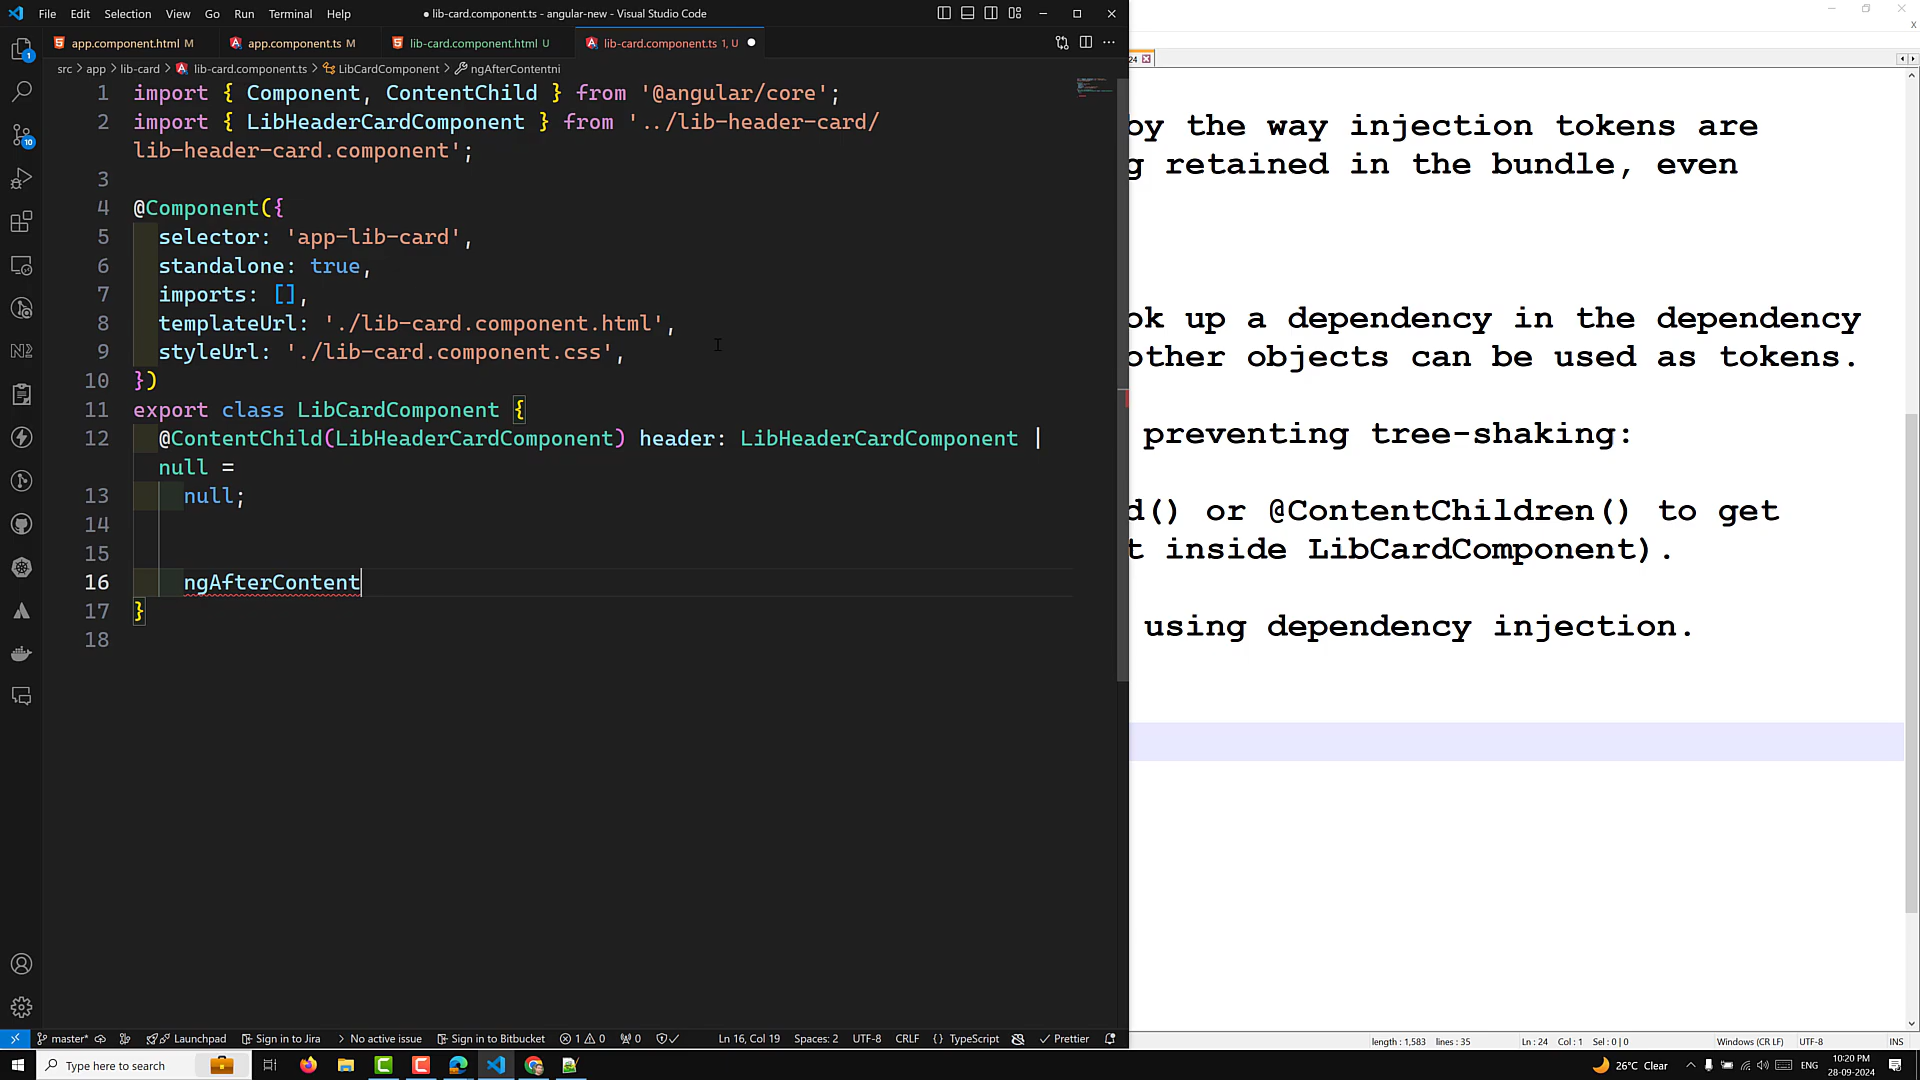 File Edit Selection View Go Run Terminal Help
● lib-card.component.ts - angular-new - Visual Studio Code
app.component.html M
app.component.ts M
lib-card.component.html U
lib-card.component.ts 1, U
src > app > lib-card > lib-card.component.ts > LibCardComponent > ngAfterContentni
1 import { Component, ContentChild } from '@angular/core';
2 import { LibHeaderCardComponent } from '../lib-header-card/
lib-header-card.component';
3
4 @Component({
5 selector: 'app-lib-card',
6 standalone: true,
7 imports: [],
8 templateUrl: './lib-card.component.html',
9 styleUrl: './lib-card.component.css',
10 })
11 export class LibCardComponent {
12 @ContentChild(LibHeaderCardComponent) header: LibHeaderCardComponent |
null =
13 null;
14
15
16 ngAfterContent
17 }
18
24
by the way injection tokens are
g retained in the bundle, even
ok up a dependency in the dependency
other objects can be used as tokens.
preventing tree-shaking:
d() or @ContentChildren() to get
t inside LibCardComponent).
using dependency injection.
master* Launchpad Sign in to Jira No active issue Sign in to Bitbucket 1 0 0 Ln 16, Col 19 Spaces: 2 UTF-8 CRLF {} TypeScript Prettier
length : 1,583 lines : 35 Ln : 24 Col : 1 Sel : 0 | 0 Windows (CR LF) UTF-8 INS
Type here to search
26°C Clear
ENG
10:20 PM
28-09-2024
1
10